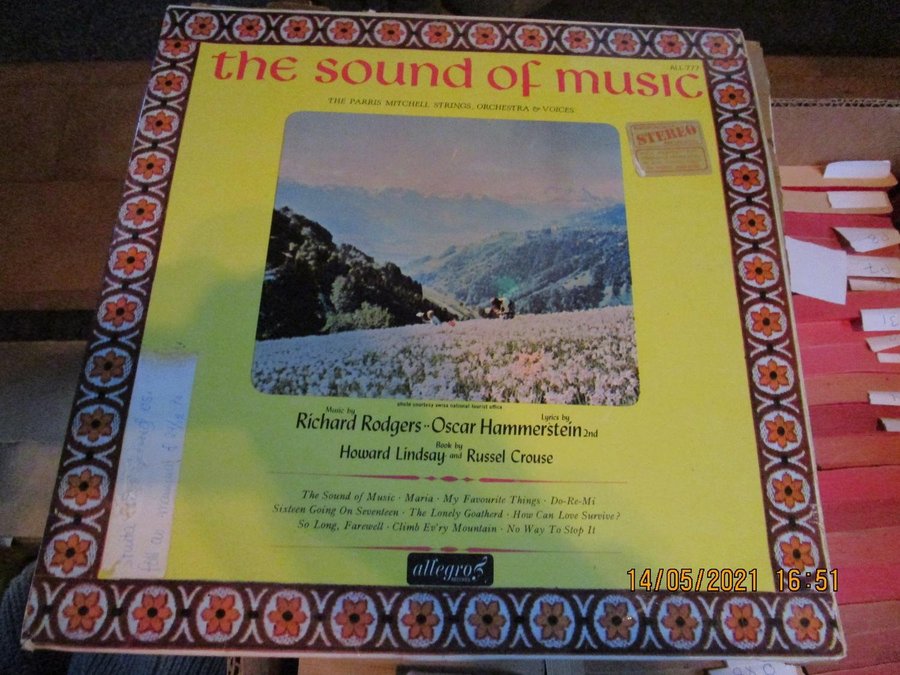 the sound of music
ALL 777
THE PARRIS MITCHELL STRINGS, ORCHESTRA & VOICES
STEREO
photo courtesy swiss national tourist office
Music by
Richard Rodgers ·· Oscar Hammerstein 2nd
Lyrics by
Book by
Howard Lindsay and Russel Crouse
The Sound of Music · Maria · My Favourite Things · Do-Re-Mi
Sixteen Going On Seventeen · The Lonely Goatherd · How Can Love Survive?
So Long, Farewell · Climb Ev'ry Mountain · No Way To Stop It
allegro
RECORDS
14/05/2021 16:51